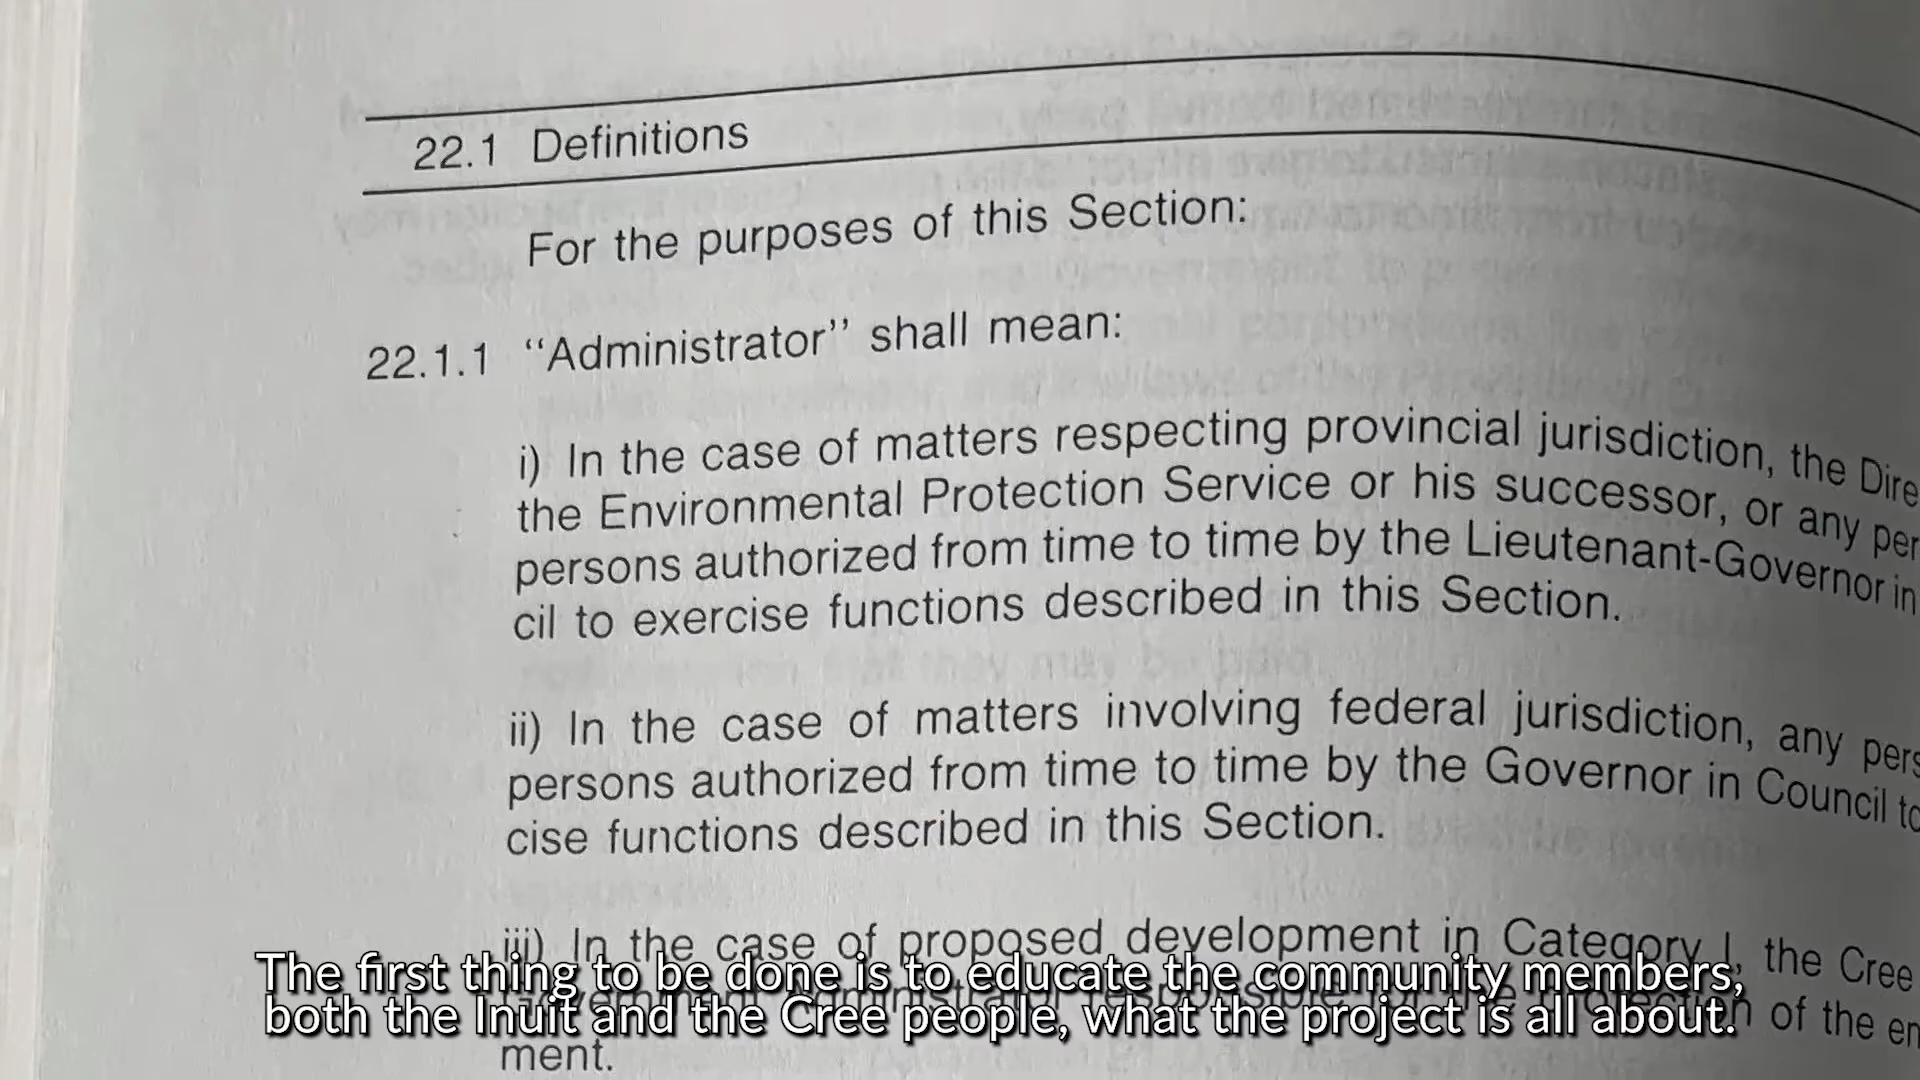 22.1 Definitions
For the purposes of this Section:
22.1.1 “Administrator” shall mean:
i) In the case of matters respecting provincial jurisdiction, the Dire
the Environmental Protection Service or his successor, or any per
persons authorized from time to time by the Lieutenant-Governor in
cil to exercise functions described in this Section.
ii) In the case of matters involving federal jurisdiction, any pers
persons authorized from time to time by the Governor in Council to
cise functions described in this Section.
iii) In the case of proposed development in Category I, the Cree
of the en
ment.
The first thing to be done is to educate the community members,
both the Inuit and the Cree people, what the project is all about.